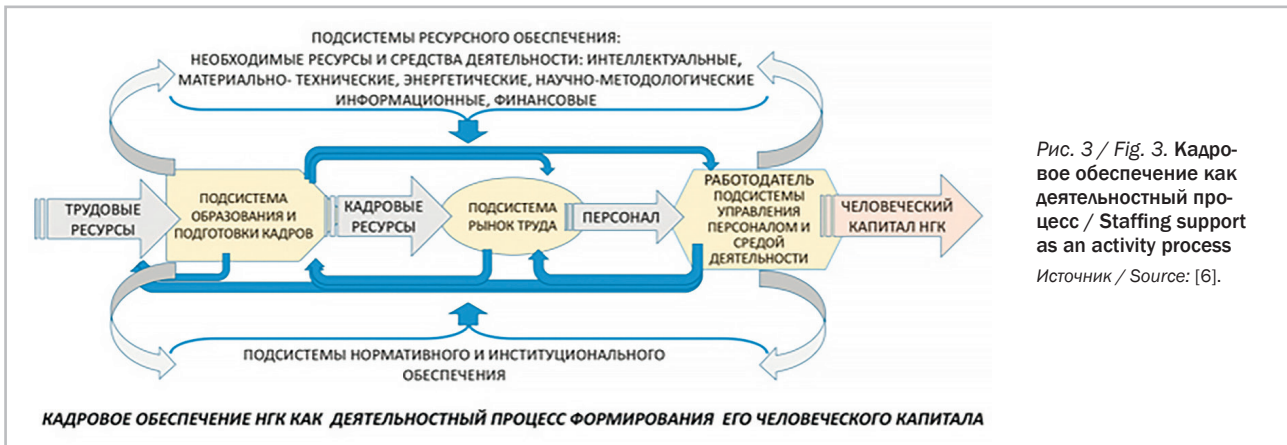 ПОДСИСТЕМЫ РЕСУРСНОГО ОБЕСПЕЧЕНИЯ:
НЕОБХОДИМЫЕ РЕСУРСЫ И СРЕДСТВА ДЕЯТЕЛЬНОСТИ: ИНТЕЛЛЕКТУАЛЬНЫЕ,
МАТЕРИАЛЬНО- ТЕХНИЧЕСКИЕ, ЭНЕРГЕТИЧЕСКИЕ, НАУЧНО-МЕТОДОЛОГИЧЕСКИЕ
ИНФОРМАЦИОННЫЕ, ФИНАНСОВЫЕ
ТРУДОВЫЕ
РЕСУРСЫ
ПОДСИСТЕМА
ОБРАЗОВАНИЯ И
ПОДГОТОВКИ КАДРОВ
КАДРОВЫЕ
РЕСУРСЫ
ПОДСИСТЕМА
РЫНОК ТРУДА
ПЕРСОНАЛ
РАБОТОДАТЕЛЬ
ПОДСИСТЕМЫ
УПРАВЛЕНИЯ
ПЕРСОНАЛОМ И
СРЕДОЙ
ДЕЯТЕЛЬНОСТИ
ЧЕЛОВЕЧЕСКИЙ
КАПИТАЛ НГК
ПОДСИСТЕМЫ НОРМАТИВНОГО И ИНСТИТУЦИОНАЛЬНОГО
ОБЕСПЕЧЕНИЯ
КАДРОВОЕ ОБЕСПЕЧЕНИЕ НГК КАК ДЕЯТЕЛЬНОСТНЫЙ ПРОЦЕСС ФОРМИРОВАНИЯ ЕГО ЧЕЛОВЕЧЕСКОГО КАПИТАЛА
Рис. 3 / Fig. 3. Кадро-
вое обеспечение как
деятельностный про-
цесс / Staffing support
as an activity process
Источник / Source: [6].